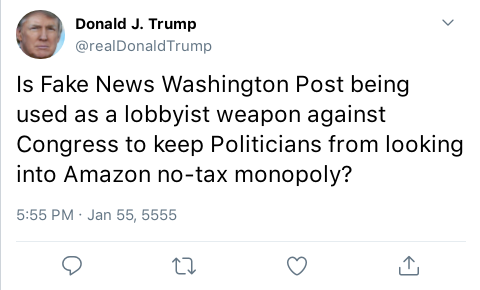 Donald J. Trump
@realDonaldTrump
Is Fake News Washington Post being
used as a lobbyist weapon against
Congress to keep Politicians from looking
into Amazon no-tax monopoly?
5:55 PM · Jan 55, 5555